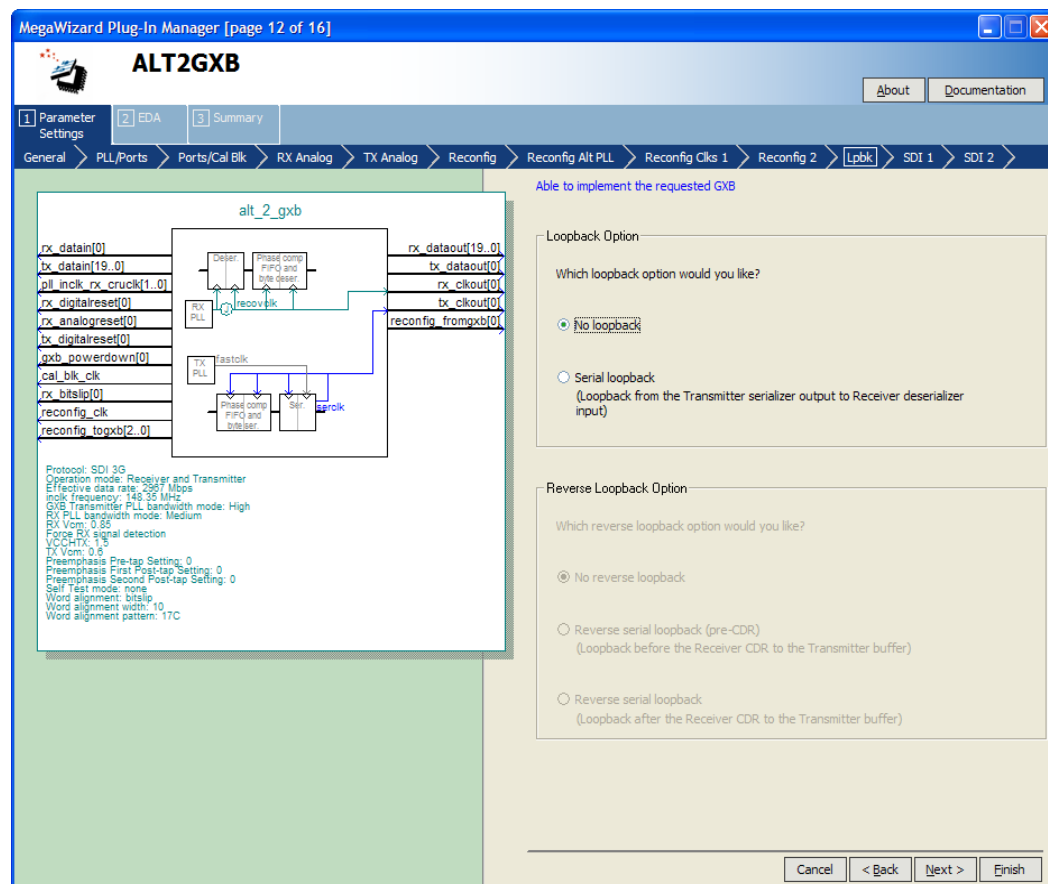 MegaWizard Plug-In Manager [page 12 of 16]
ALT2GXB
About
Documentation
1 Parameter Settings
2 EDA
3 Summary
General
PLL/Ports
Ports/Cal Blk
RX Analog
TX Analog
Reconfig
Reconfig Alt PLL
Reconfig Clks 1
Reconfig 2
Lpbk
SDI 1
SDI 2
alt_2_gxb
rx_datain[0]
tx_datain[19..0]
pll_inclk_rx_cruclk[1..0]
rx_digitalreset[0]
rx_analogreset[0]
tx_digitalreset[0]
gxb_powerdown[0]
cal_blk_clk
rx_bitslip[0]
reconfig_clk
reconfig_togxb[2..0]
Deser.
Phase comp
FIFO and
byte deser.
RX
PLL
recovclk
TX
PLL
fastclk
Phase comp
FIFO and
byte ser.
Ser.
serclk
rx_dataout[19..0]
tx_dataout[0]
rx_clkout[0]
tx_clkout[0]
reconfig_fromgxb[0]
Protocol: SDI 3G
Operation mode: Receiver and Transmitter
Effective data rate: 2967 Mbps
inclk frequency: 148.35 MHz
GXB Transmitter PLL bandwidth mode: High
RX PLL bandwidth mode: Medium
RX Vcm: 0.85
Force RX signal detection
VCCHTX: 1.5
TX Vcm: 0.6
Preemphasis Pre-tap Setting: 0
Preemphasis First Post-tap Setting: 0
Preemphasis Second Post-tap Setting: 0
Self Test mode: none
Word alignment: bitslip
Word alignment width: 10
Word alignment pattern: 17C
Able to implement the requested GXB
Loopback Option
Which loopback option would you like?
No loopback
Serial loopback
(Loopback from the Transmitter serializer output to Receiver deserializer
input)
Reverse Loopback Option
Which reverse loopback option would you like?
No reverse loopback
Reverse serial loopback (pre-CDR)
(Loopback before the Receiver CDR to the Transmitter buffer)
Reverse serial loopback
(Loopback after the Receiver CDR to the Transmitter buffer)
Cancel
< Back
Next >
Finish